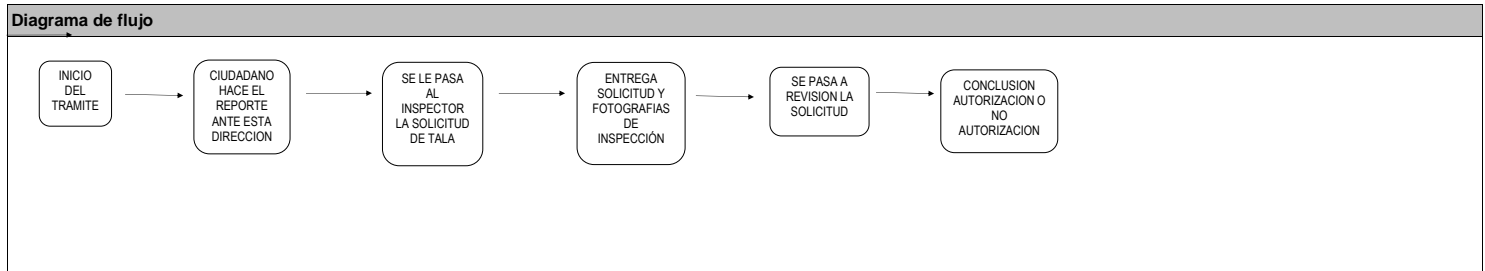 Diagrama de flujo
INICIO
DEL
TRAMITE
CIUDADANO
HACE EL
REPORTE
ANTE ESTA
DIRECCION
SE LE PASA
AL
INSPECTOR
LA SOLICITUD
DE TALA
ENTREGA
SOLICITUD Y
FOTOGRAFIAS
DE
INSPECCIÓN
SE PASA A
REVISION LA
SOLICITUD
CONCLUSION
AUTORIZACION O
NO
AUTORIZACION